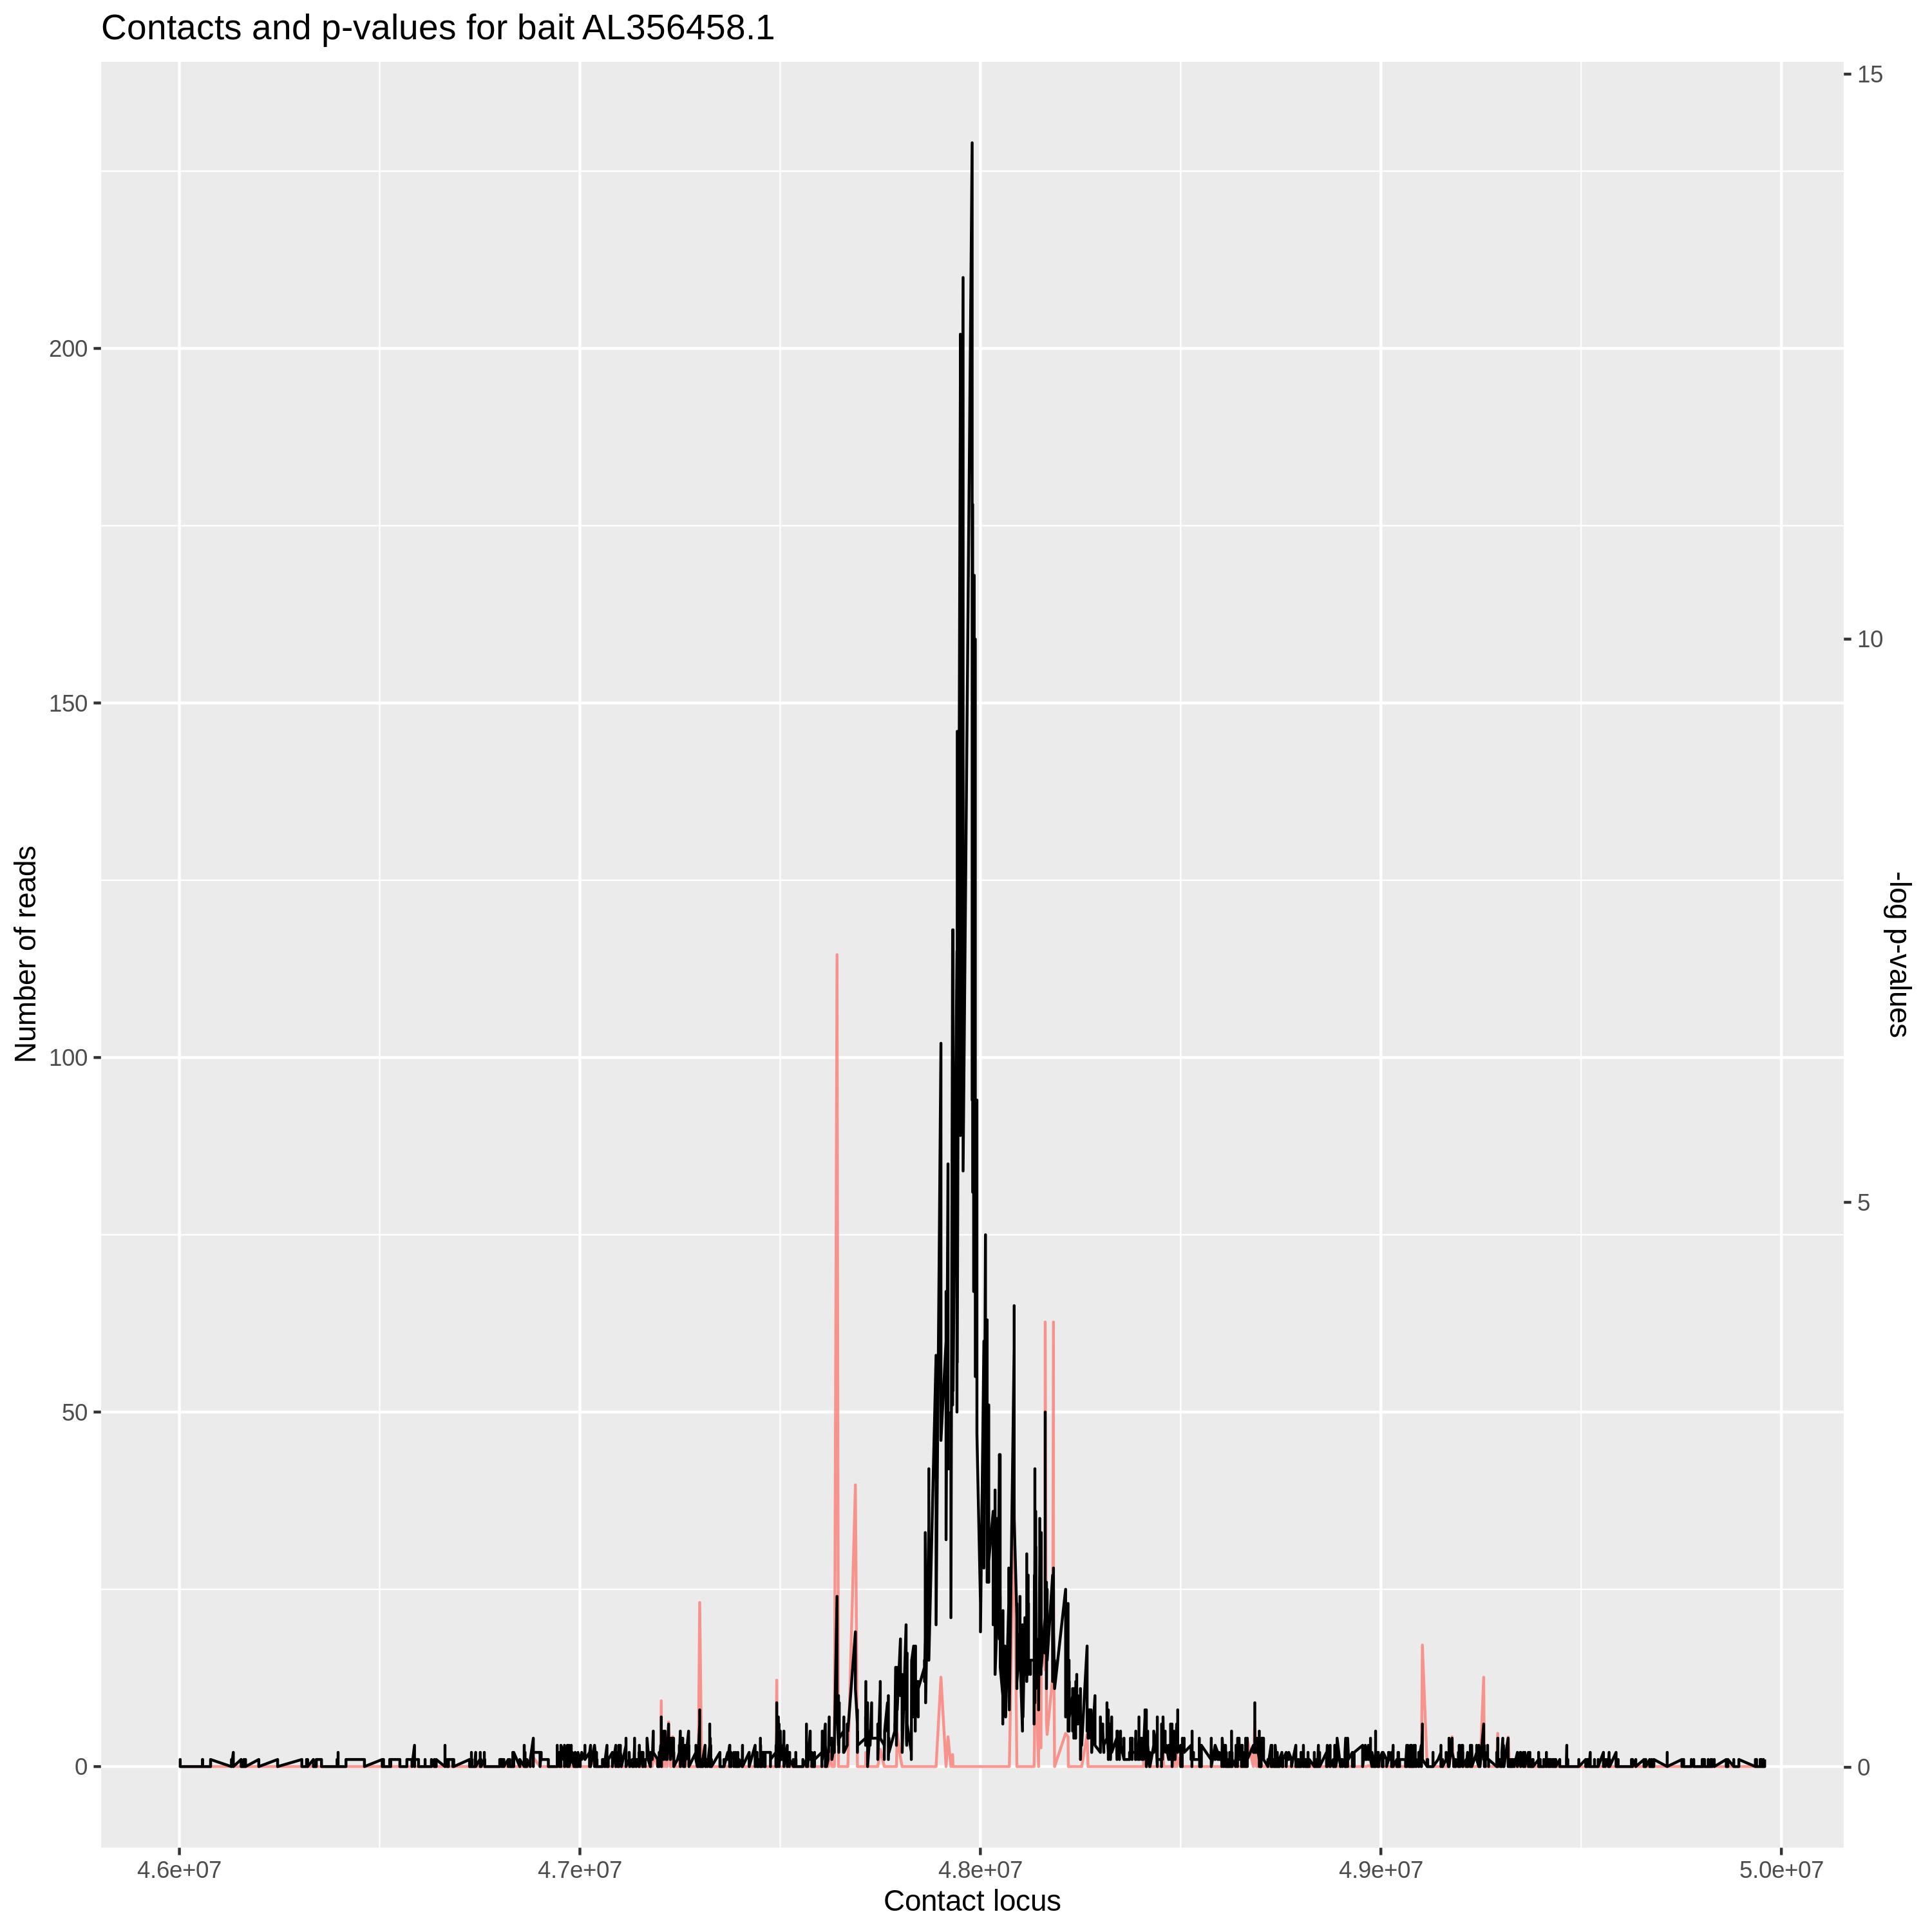 Contacts and p-values for bait AL356458.1
15
200
10
150
Number of reads
-log p-values
100
5
50
0
0
4.6e+07
4.7e+07
4.8e+07
4.9e+07
5.0e+07
Contact locus